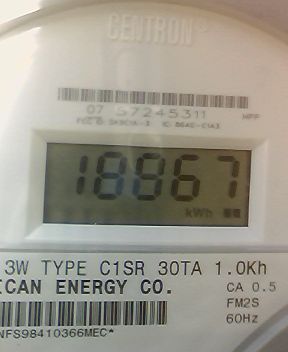 CENTRON®
07 57245311
18867
kWh
3W TYPE C1SR 30TA 1.0Kh
ICAN ENERGY CO. CA 0.5
FM2S
NFS98410366MEC* 60Hz